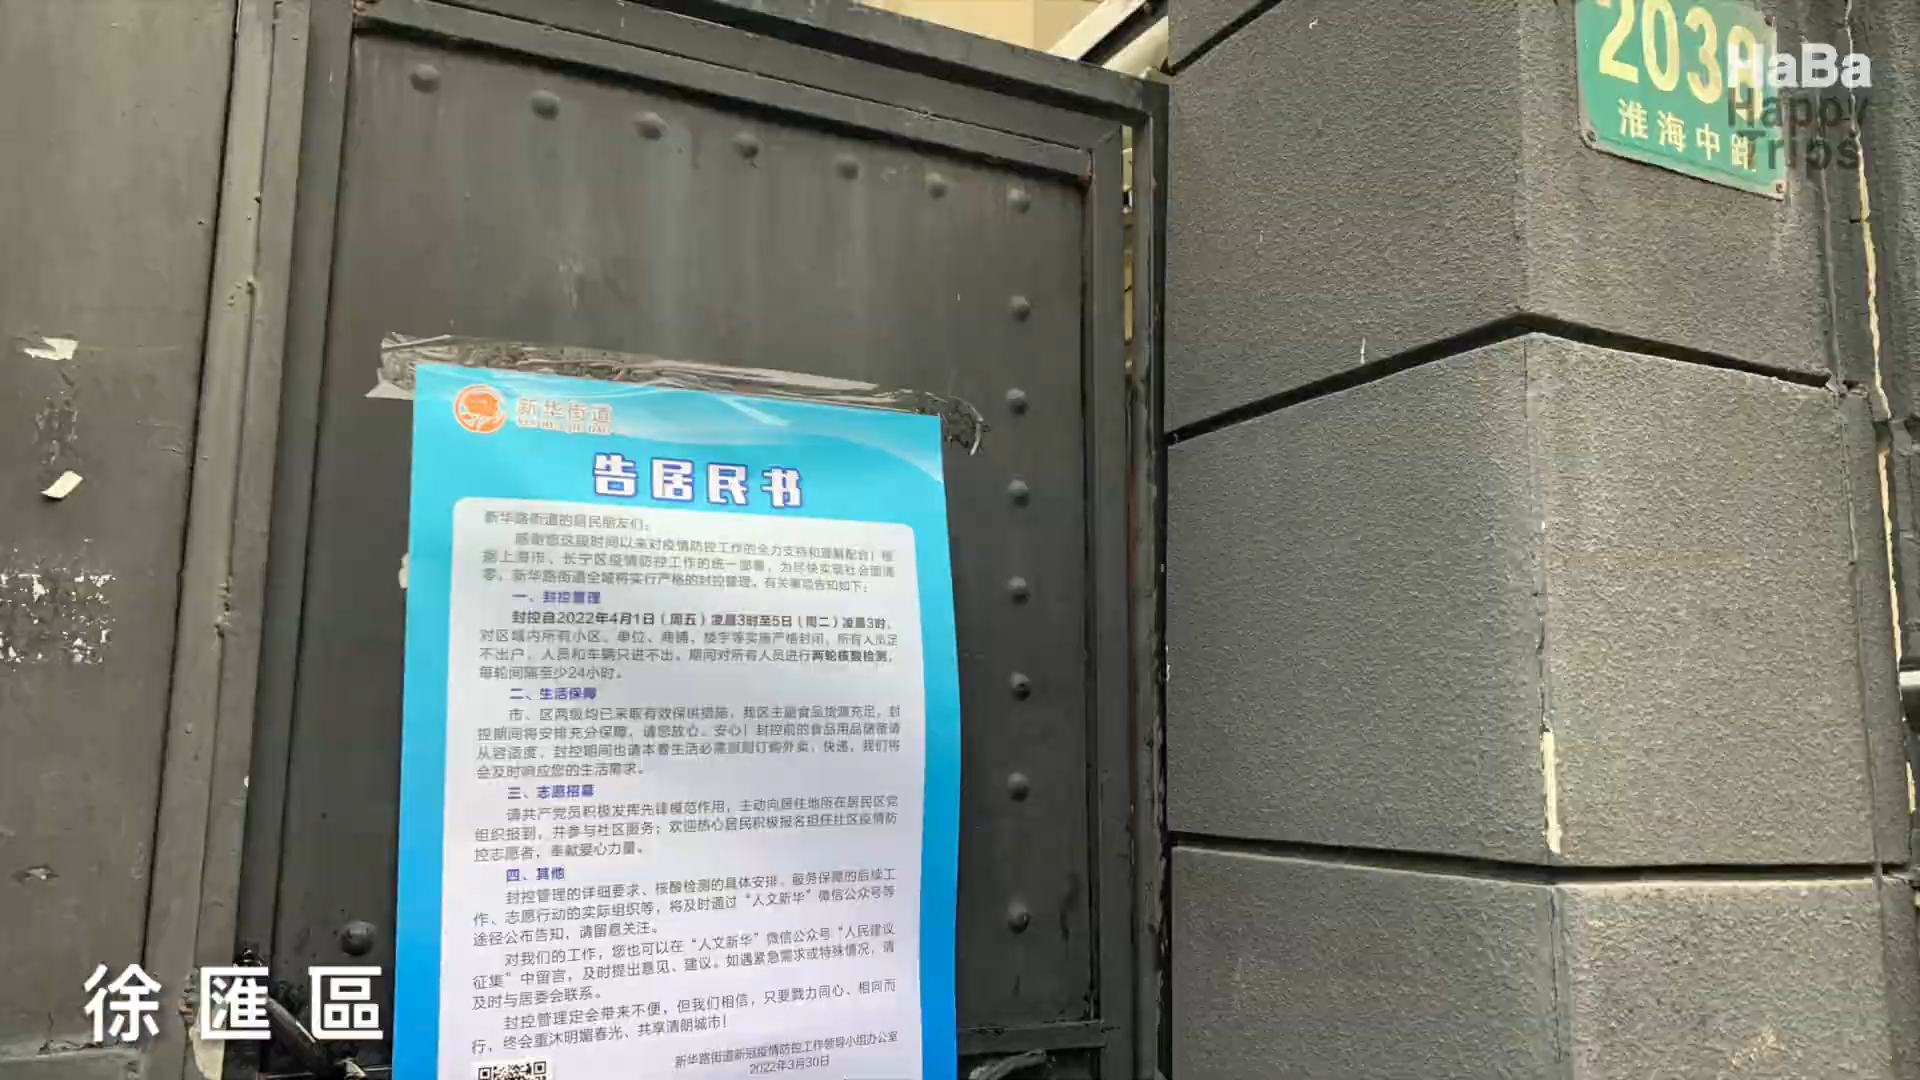 HaBa
Happy
Trips
203
淮海中路
新华街道
告居民书
新华路街道的居民朋友们：
感谢您这段时间以来对疫情防控工作的全力支持和理解配合！根
据上海市、长宁区疫情防控工作的统一部署，为尽快实现社会面清
零，新华路街道全域将实行严格的封控管理。有关事项告知如下：
一、封控管理
封控自2022年4月1日（周五）凌晨3时至5日（周二）凌晨3时，
对区域内所有小区、单位、商铺、楼宇等实施严格封闭，所有人员足
不出户，人员和车辆只进不出。期间对所有人员进行两轮核酸检测，
每轮间隔至少24小时。
二、生活保障
市、区两级均已采取有效保供措施，我区主副食品货源充足，封
控期间将安排充分保障，请您放心、安心！封控前的食品用品储备请
从容适度，封控期间也请本着生活必需原则订购外卖、快递，我们将
会及时响应您的生活需求。
三、志愿招募
请共产党员积极发挥先锋模范作用，主动向居住地所在居民区党
组织报到，并参与社区服务；欢迎热心居民积极报名担任社区疫情防
控志愿者，奉献爱心力量。
四、其他
封控管理的详细要求、核酸检测的具体安排、服务保障的后续工
作、志愿行动的实际组织等，将及时通过“人文新华”微信公众号等
途径公布告知，请留意关注。
对我们的工作，您也可以在“人文新华”微信公众号“人民建议
征集”中留言，及时提出意见、建议。如遇紧急需求或特殊情况，请
及时与居委会联系。
封控管理定会带来不便，但我们相信，只要戮力同心、相向而
行，终会重沐明媚春光、共享清朗城市！
新华路街道新冠疫情防控工作领导小组办公室
2022年3月30日
徐匯區